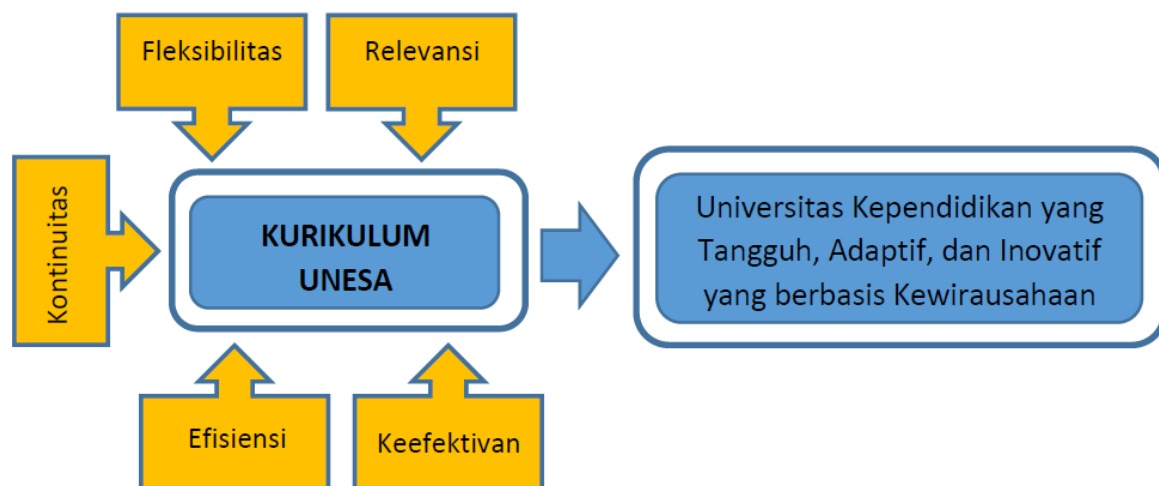 Fleksibilitas
Relevansi
Kontinuitas
KURIKULUM
UNESA
Universitas Kependidikan yang
Tangguh, Adaptif, dan Inovatif
yang berbasis Kewirausahaan
Efisiensi
Keefektivan